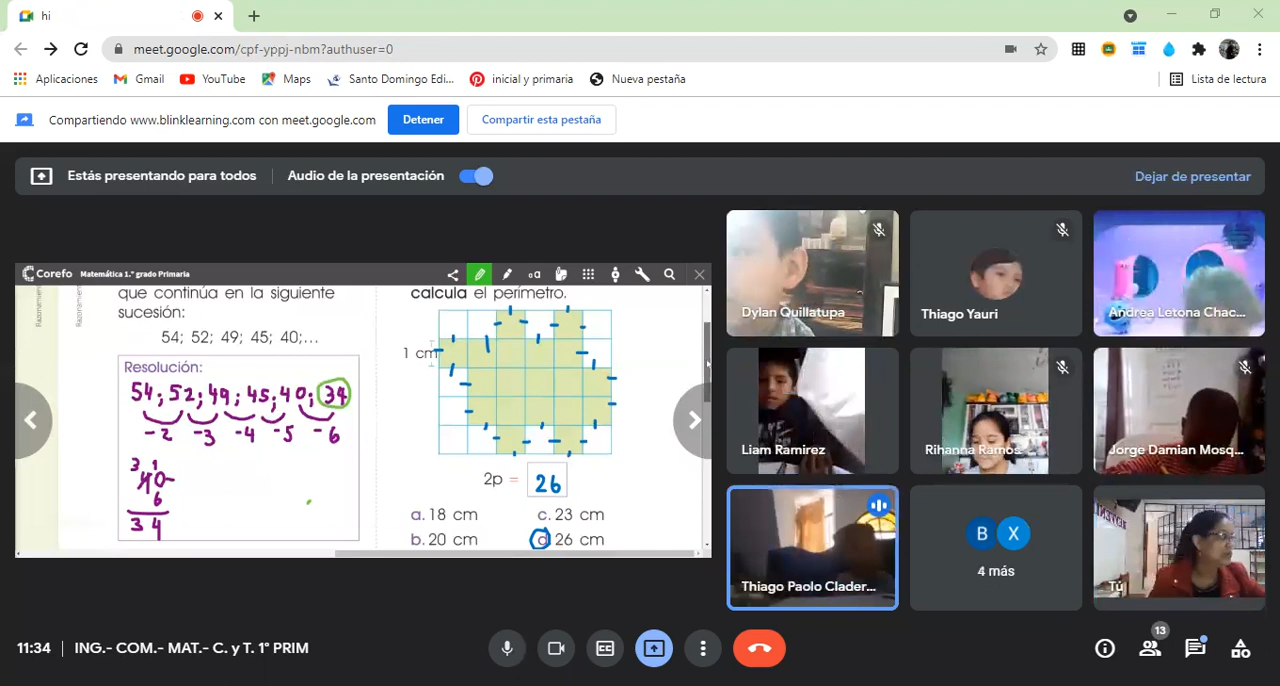 hi
meet.google.com/cpf-yppj-nbm?authuser=0
Aplicaciones Gmail YouTube Maps Santo Domingo Edi... inicial y primaria Nueva pestaña Lista de lectura
Compartiendo www.blinklearning.com con meet.google.com Detener Compartir esta pestaña
Estás presentando para todos Audio de la presentación Dejar de presentar
Corefo Matemática 1.° grado Primaria
que continúa en la siguiente
sucesión:
54; 52; 49; 45; 40;...
Resolución:
54; 52; 49; 45; 40; 34
-2 -3 -4 -5 -6
3 1
40-
6
34
calcula el perímetro.
1 cm
2p = 26
a. 18 cm c. 23 cm
b. 20 cm d 26 cm
Dylan Quillatupa
Thiago Yauri
Andrea Letona Chac...
Liam Ramirez
Rihanna Ramos
Jorge Damian Mosq...
Thiago Paolo Clader...
B X
4 más
Tú
11:34 | ING.- COM.- MAT.- C. y T. 1° PRIM
13